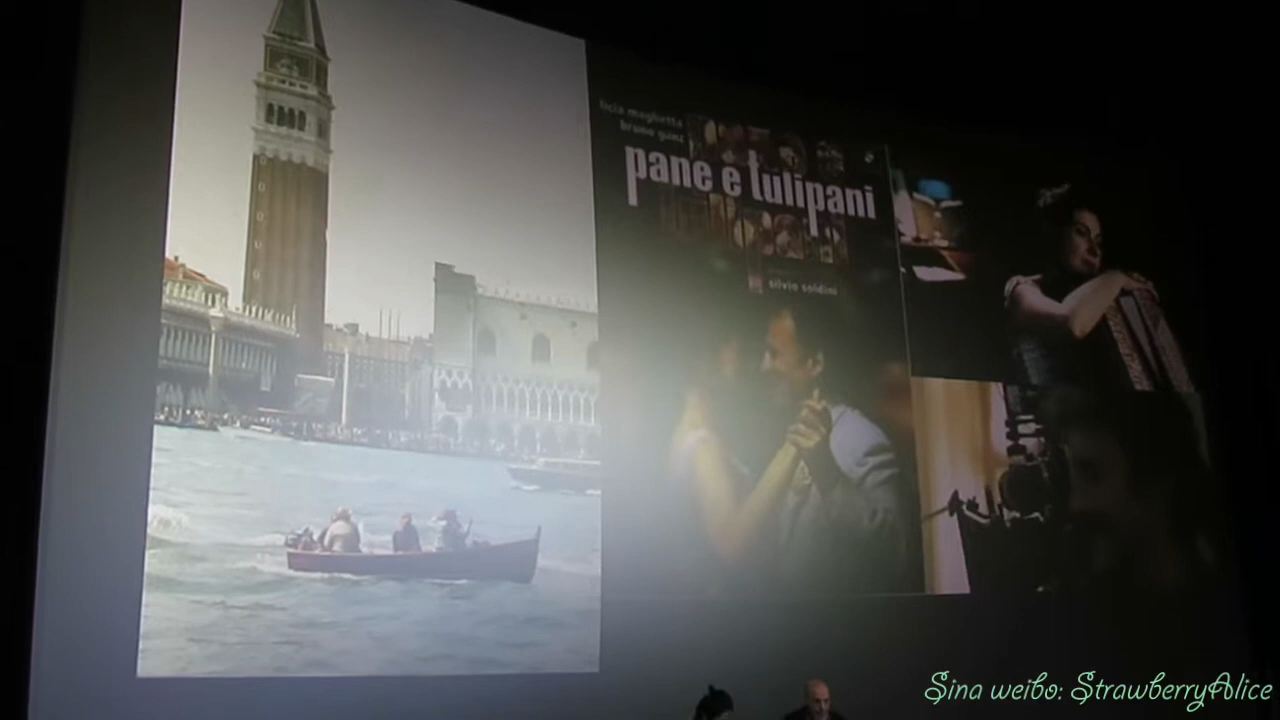 licia maglietta
bruno ganz
pane e tulipani
silvio soldini
Sina weibo: StrawberryAlice